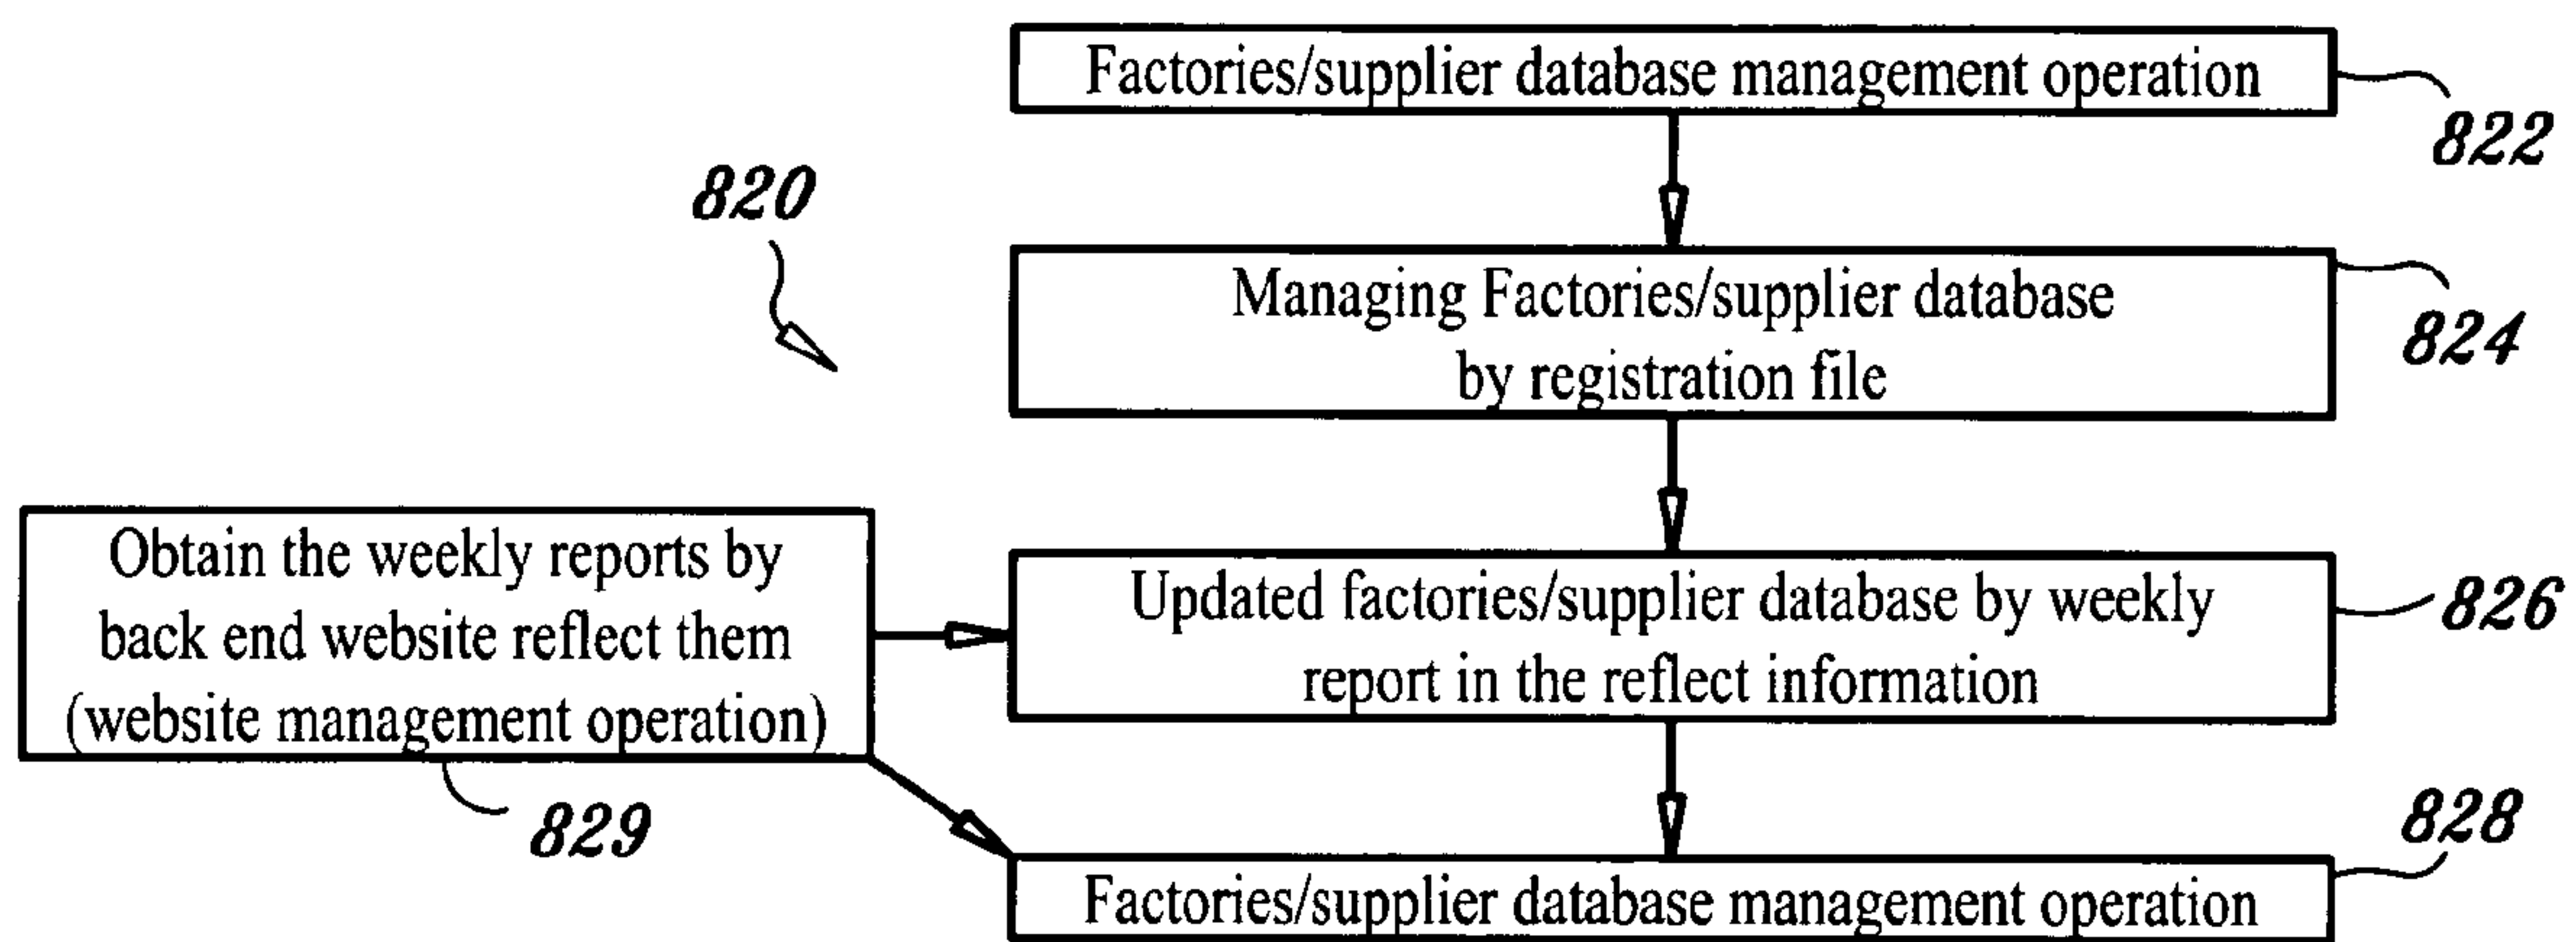 Factories/supplier database management operation
822
820
Managing Factories/supplier database
by registration file
824
Obtain the weekly reports by
back end website reflect them
(website management operation)
829
Updated factories/supplier database by weekly
report in the reflect information
826
828
Factories/supplier database management operation